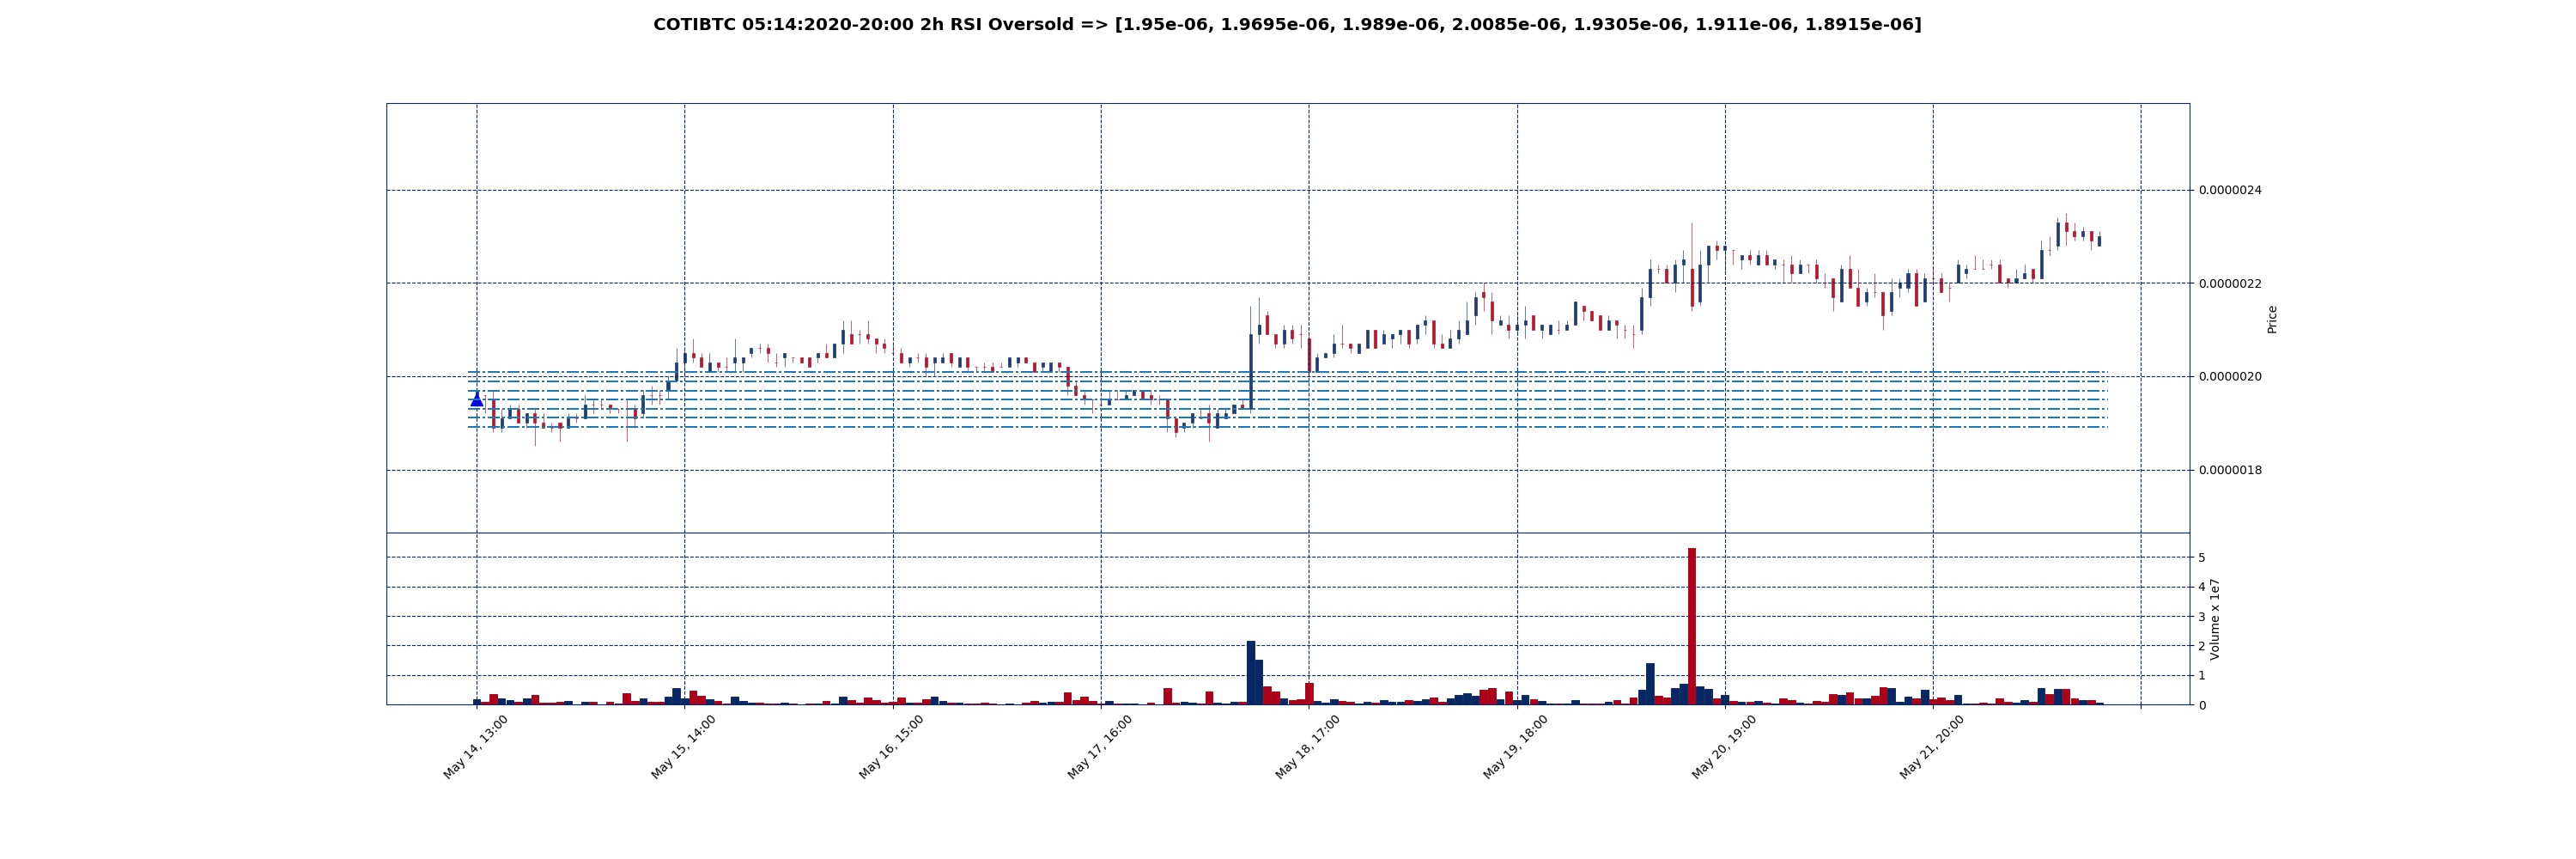 COTIBTC 05:14:2020-20:00 2h RSI Oversold => [1.95e-06, 1.9695e-06, 1.989e-06, 2.0085e-06, 1.9305e-06, 1.911e-06, 1.8915e-06]
0.0000024
0.0000022
0.0000020
0.0000018
Price
5
4
3
2
1
0
Volume x 1e7
May 14, 13:00
May 15, 14:00
May 16, 15:00
May 17, 16:00
May 18, 17:00
May 19, 18:00
May 20, 19:00
May 21, 20:00